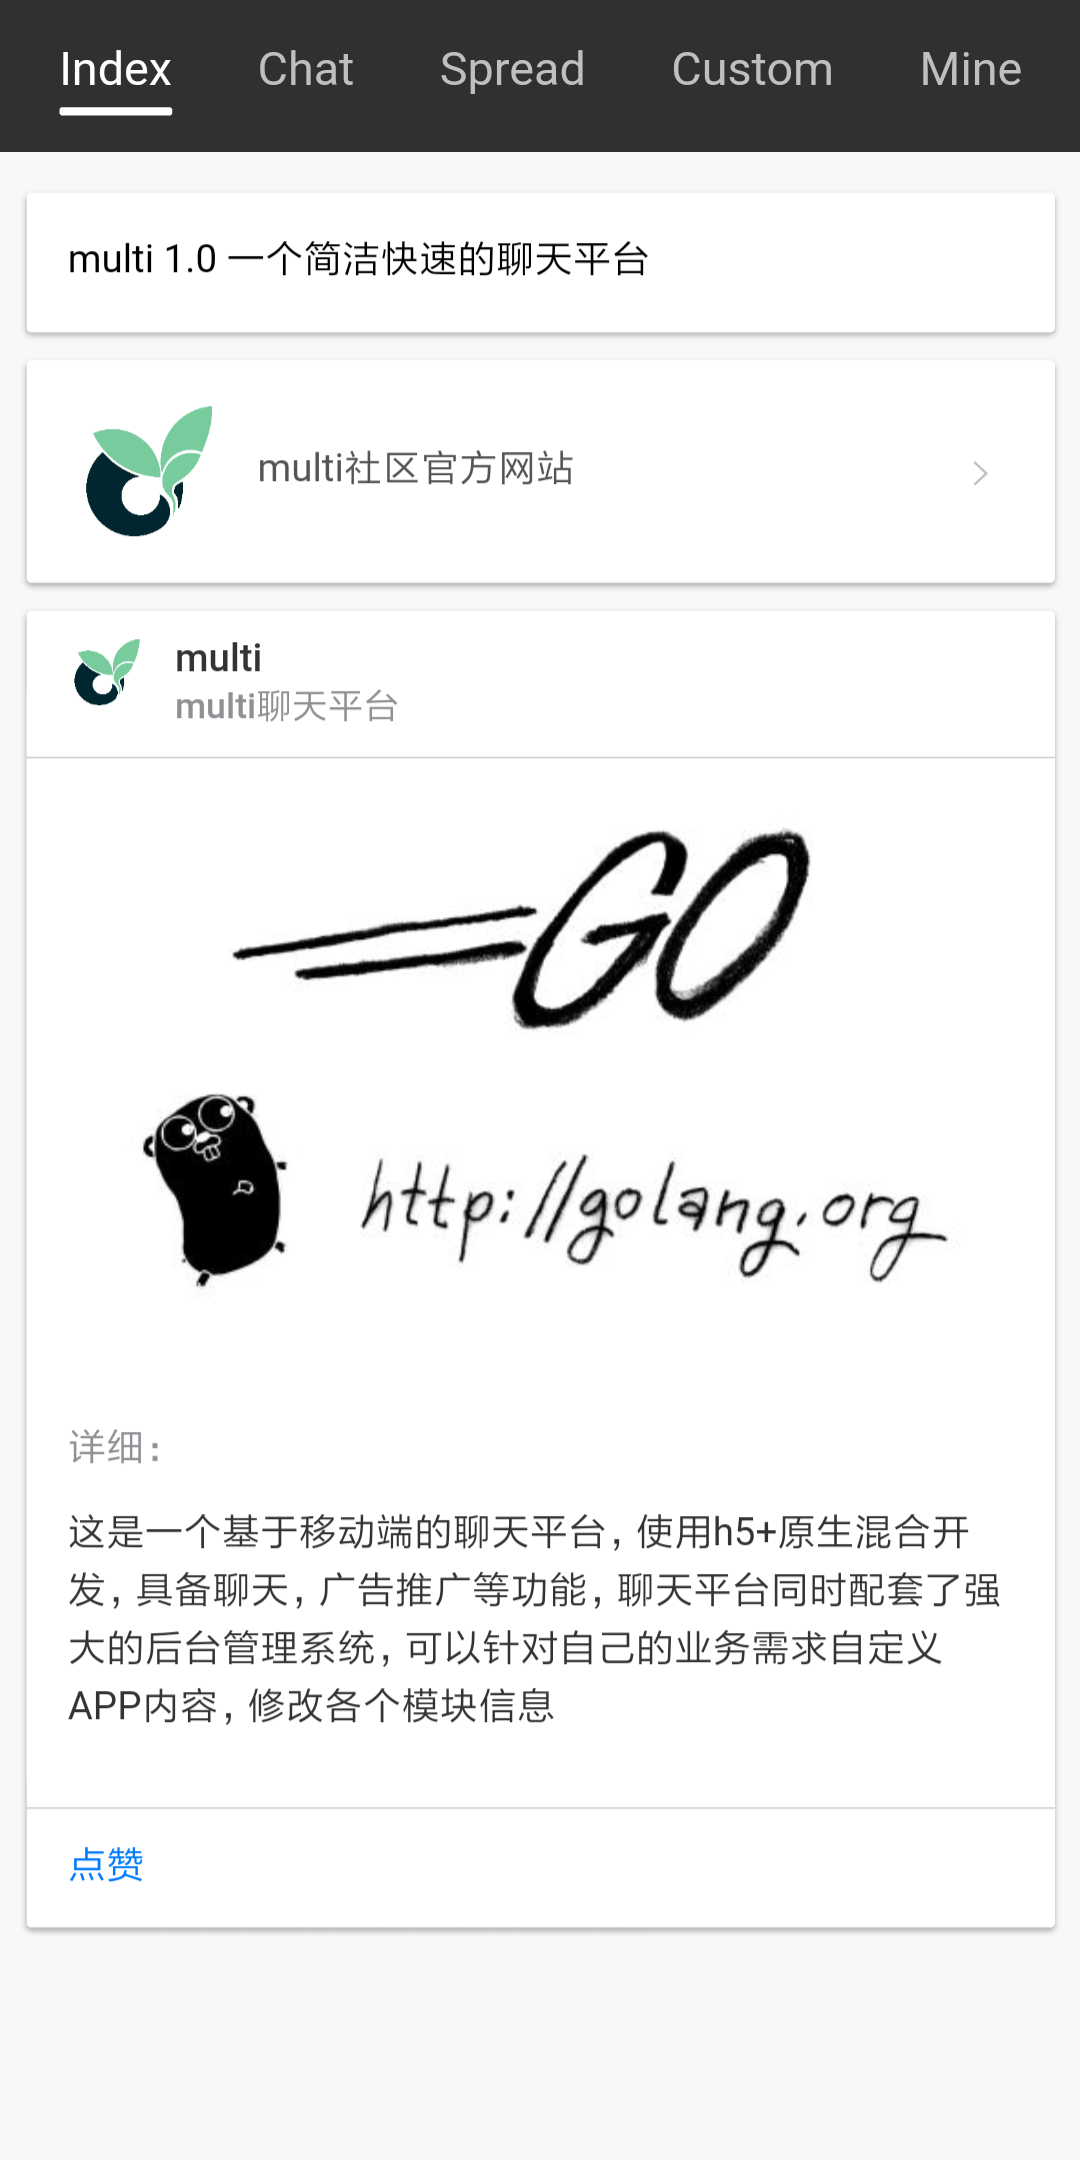 Index Chat Spread Custom Mine
multi 1.0 一个简洁快速的聊天平台
multi社区官方网站
multi
multi聊天平台
GO
http://golang.org
详细：
这是一个基于移动端的聊天平台，使用h5+原生混合开
发，具备聊天，广告推广等功能，聊天平台同时配套了强
大的后台管理系统，可以针对自己的业务需求自定义
APP内容，修改各个模块信息
点赞